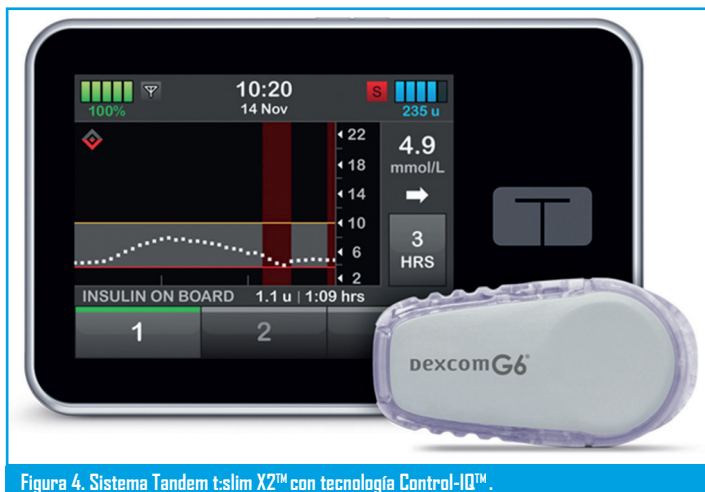 100%
10:20
14 Nov
S
235 u
22
18
14
10
6
2
4.9
mmol/L
3
HRS
INSULIN ON BOARD 1.1 u | 1:09 hrs
1
2
Dexcom G6®
Figura 4. Sistema Tandem t:slim X2™ con tecnología Control-IQ™.